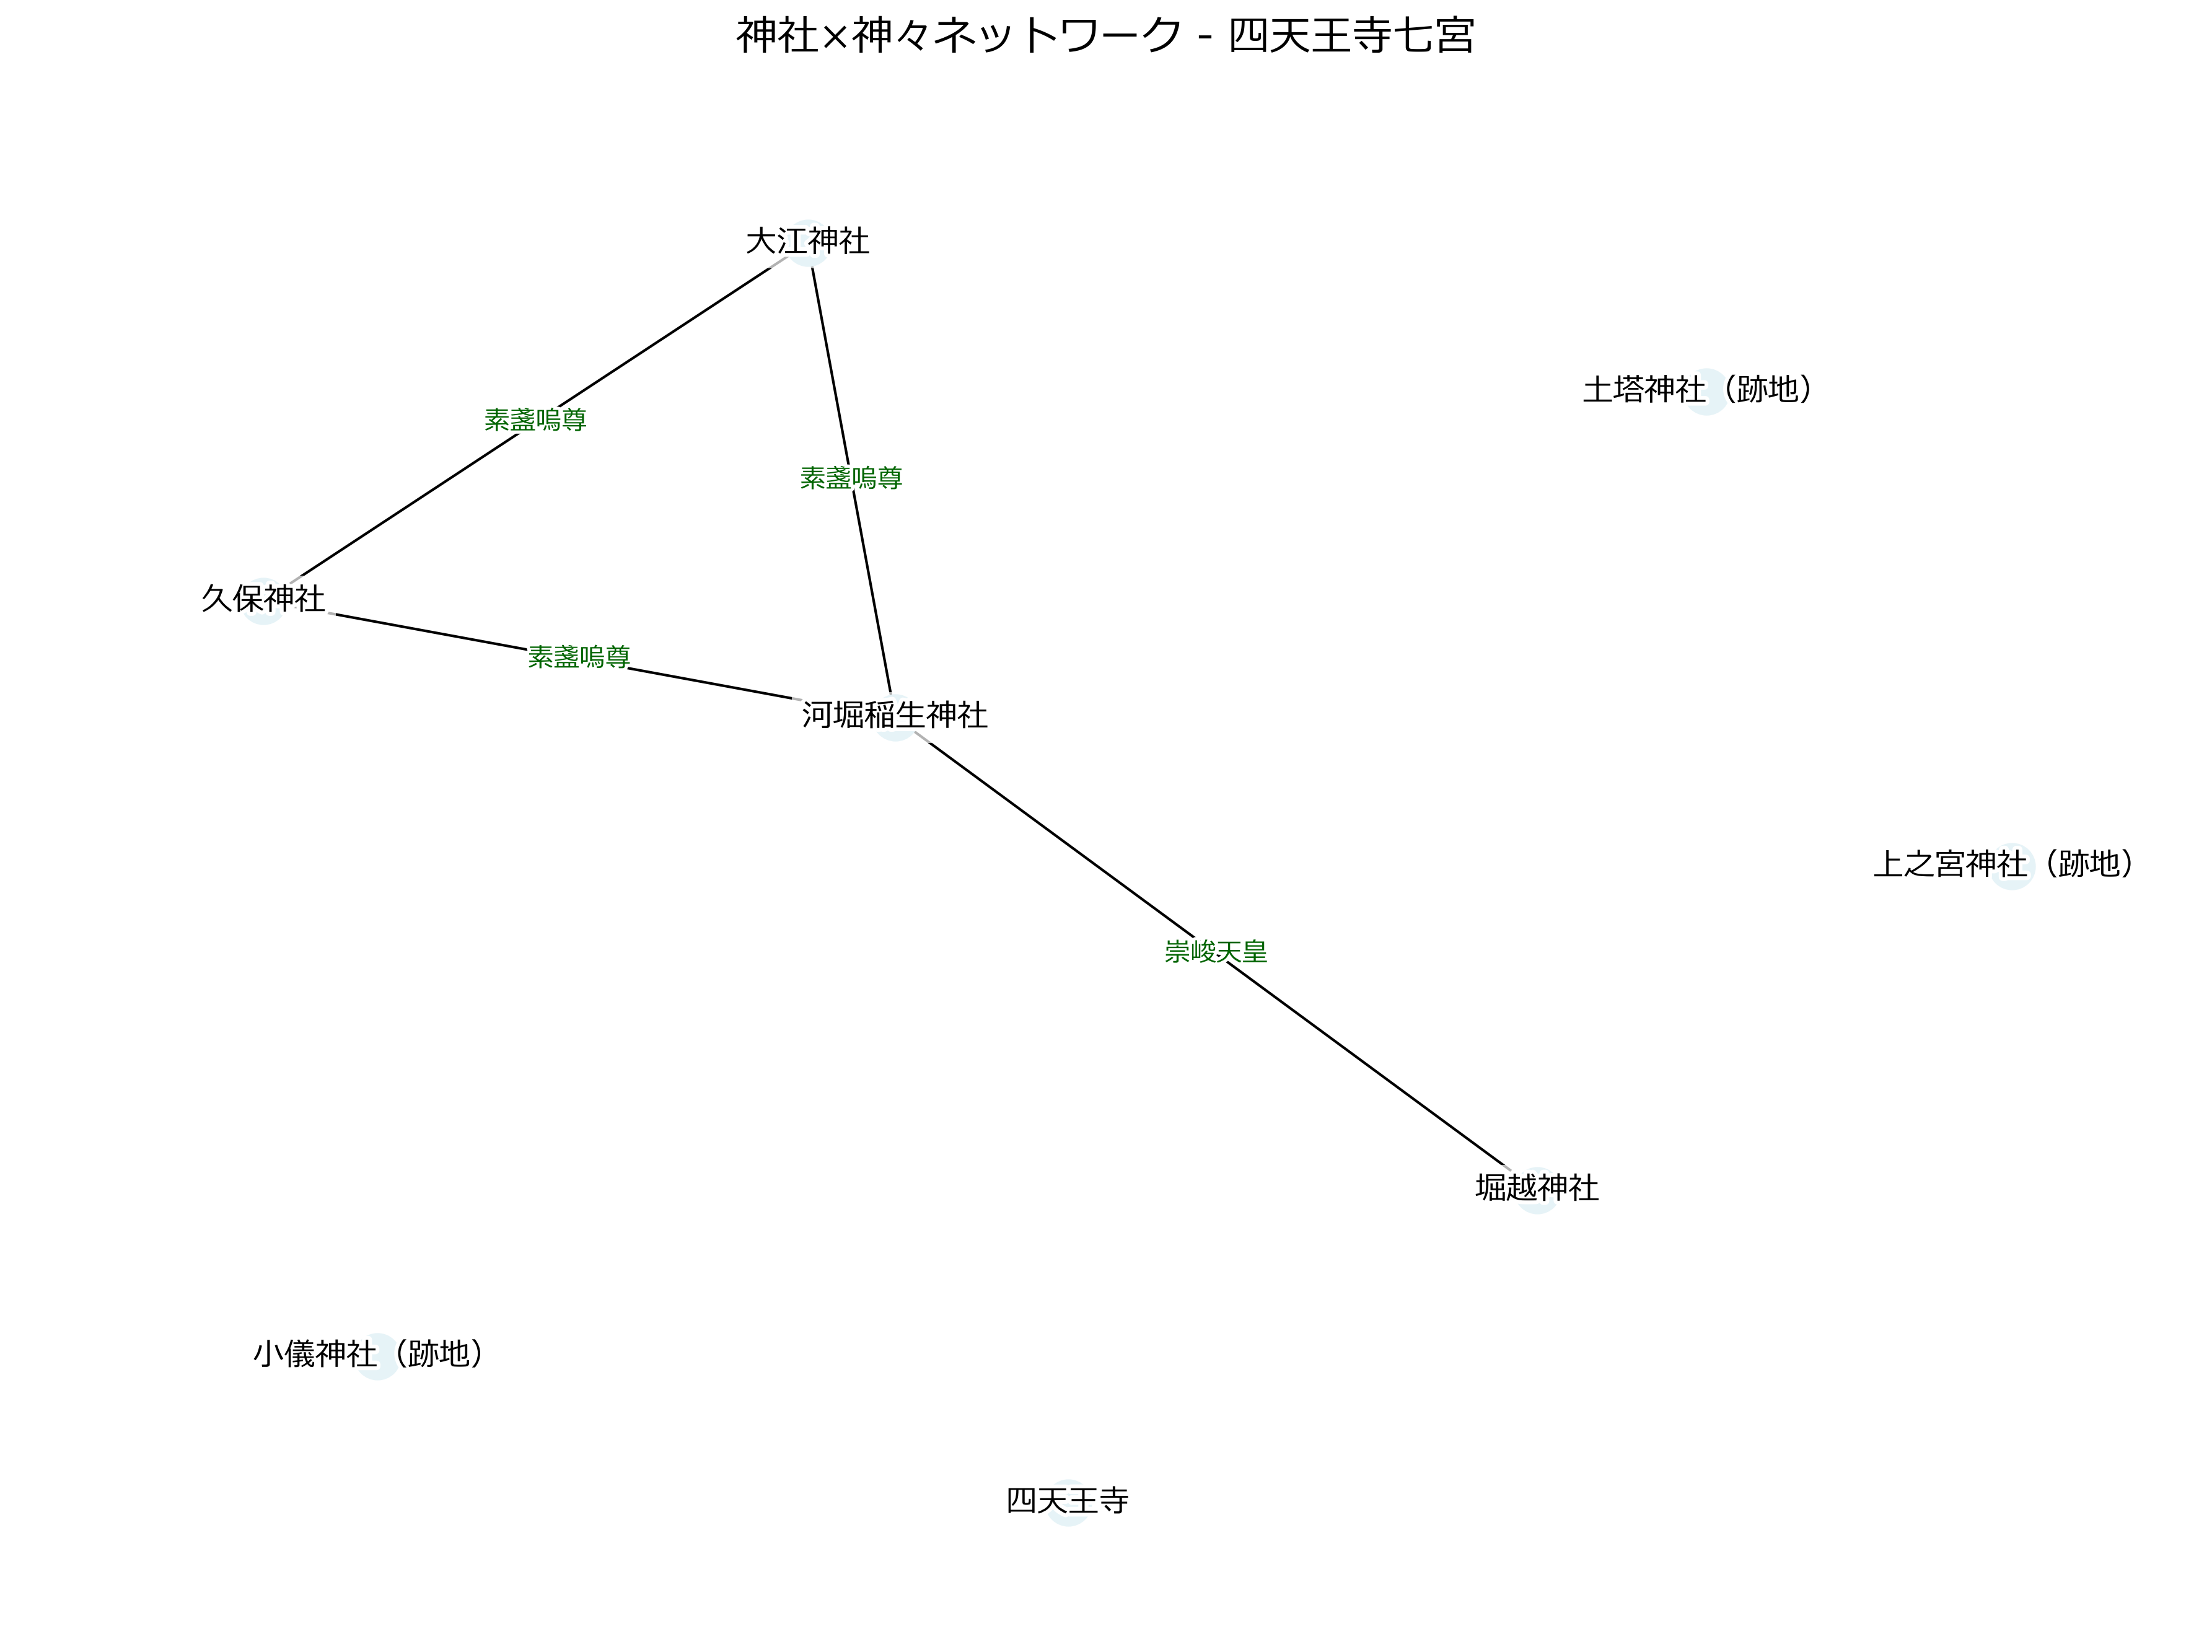 神社×神々ネットワーク - 四天王寺七宮
大江神社
土塔神社（跡地）
素盞嗚尊
素盞嗚尊
久保神社
素盞嗚尊
河堀稲生神社
上之宮神社（跡地）
崇峻天皇
堀越神社
小儀神社（跡地）
四天王寺